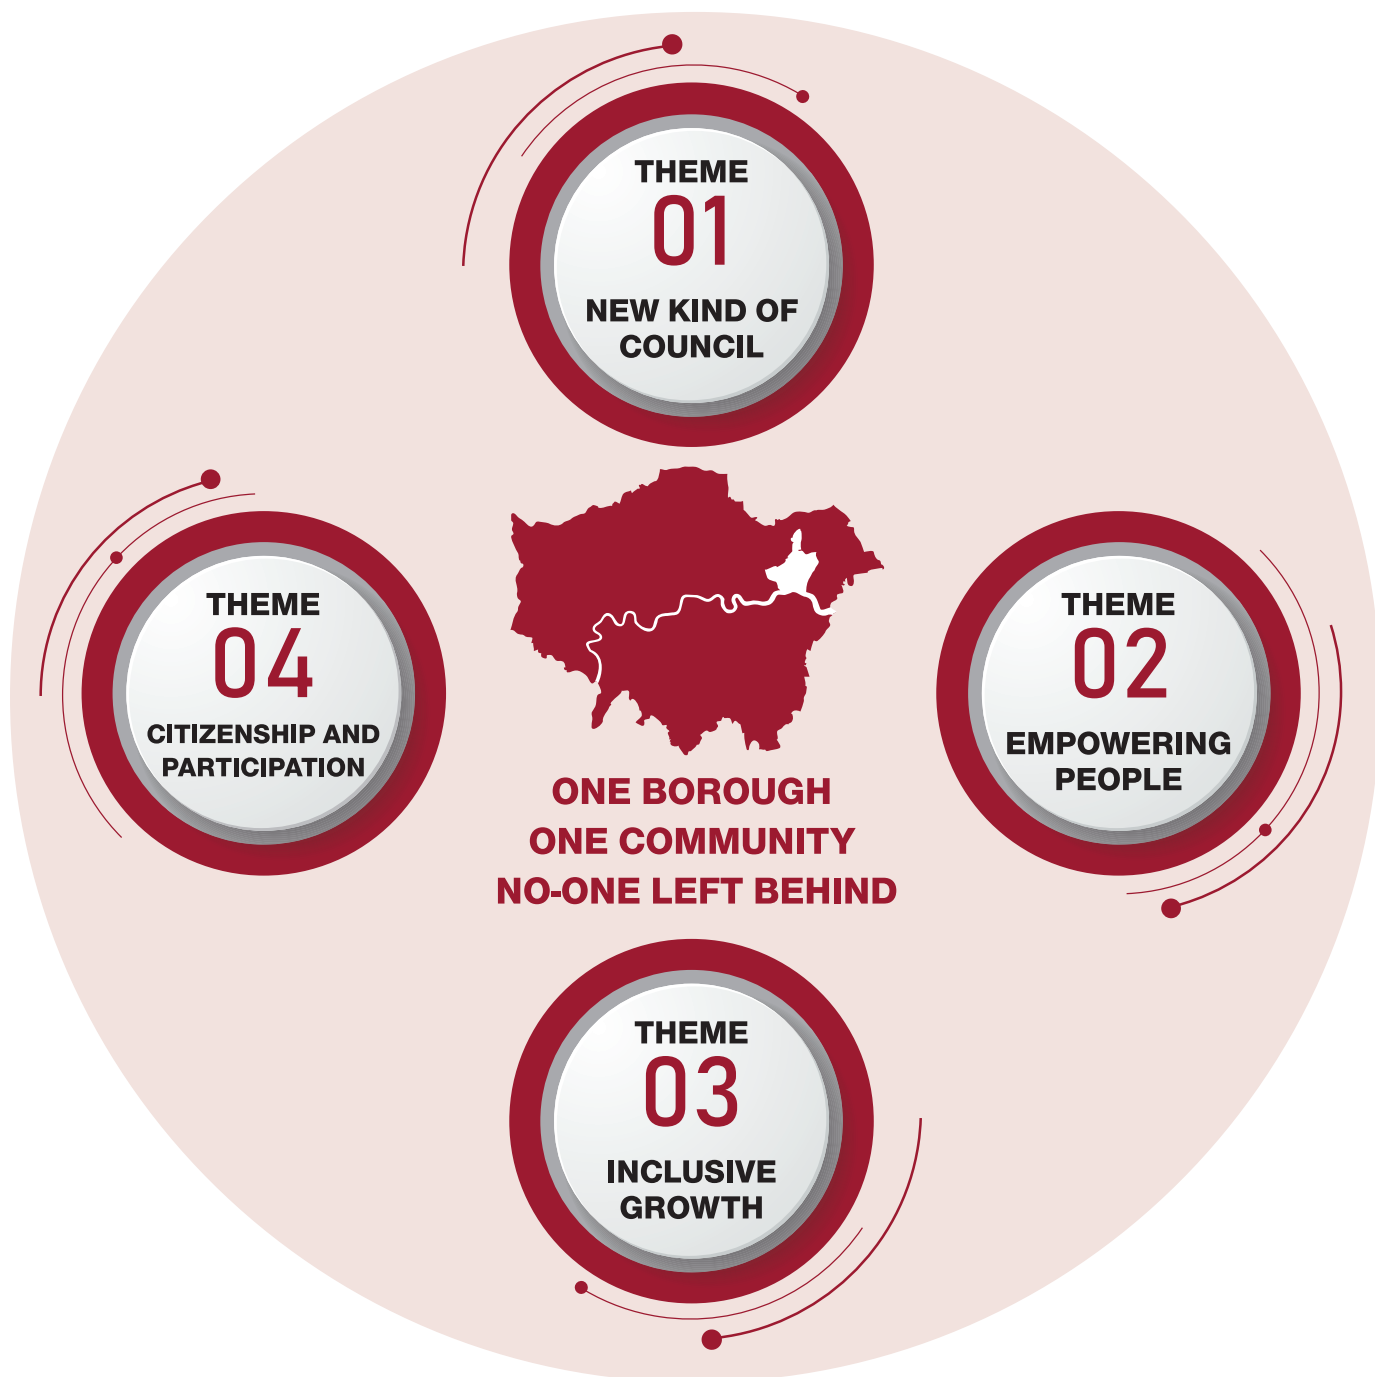 THEME
01
NEW KIND OF
COUNCIL
THEME
04
CITIZENSHIP AND
PARTICIPATION
THEME
02
EMPOWERING
PEOPLE
ONE BOROUGH
ONE COMMUNITY
NO-ONE LEFT BEHIND
THEME
03
INCLUSIVE
GROWTH